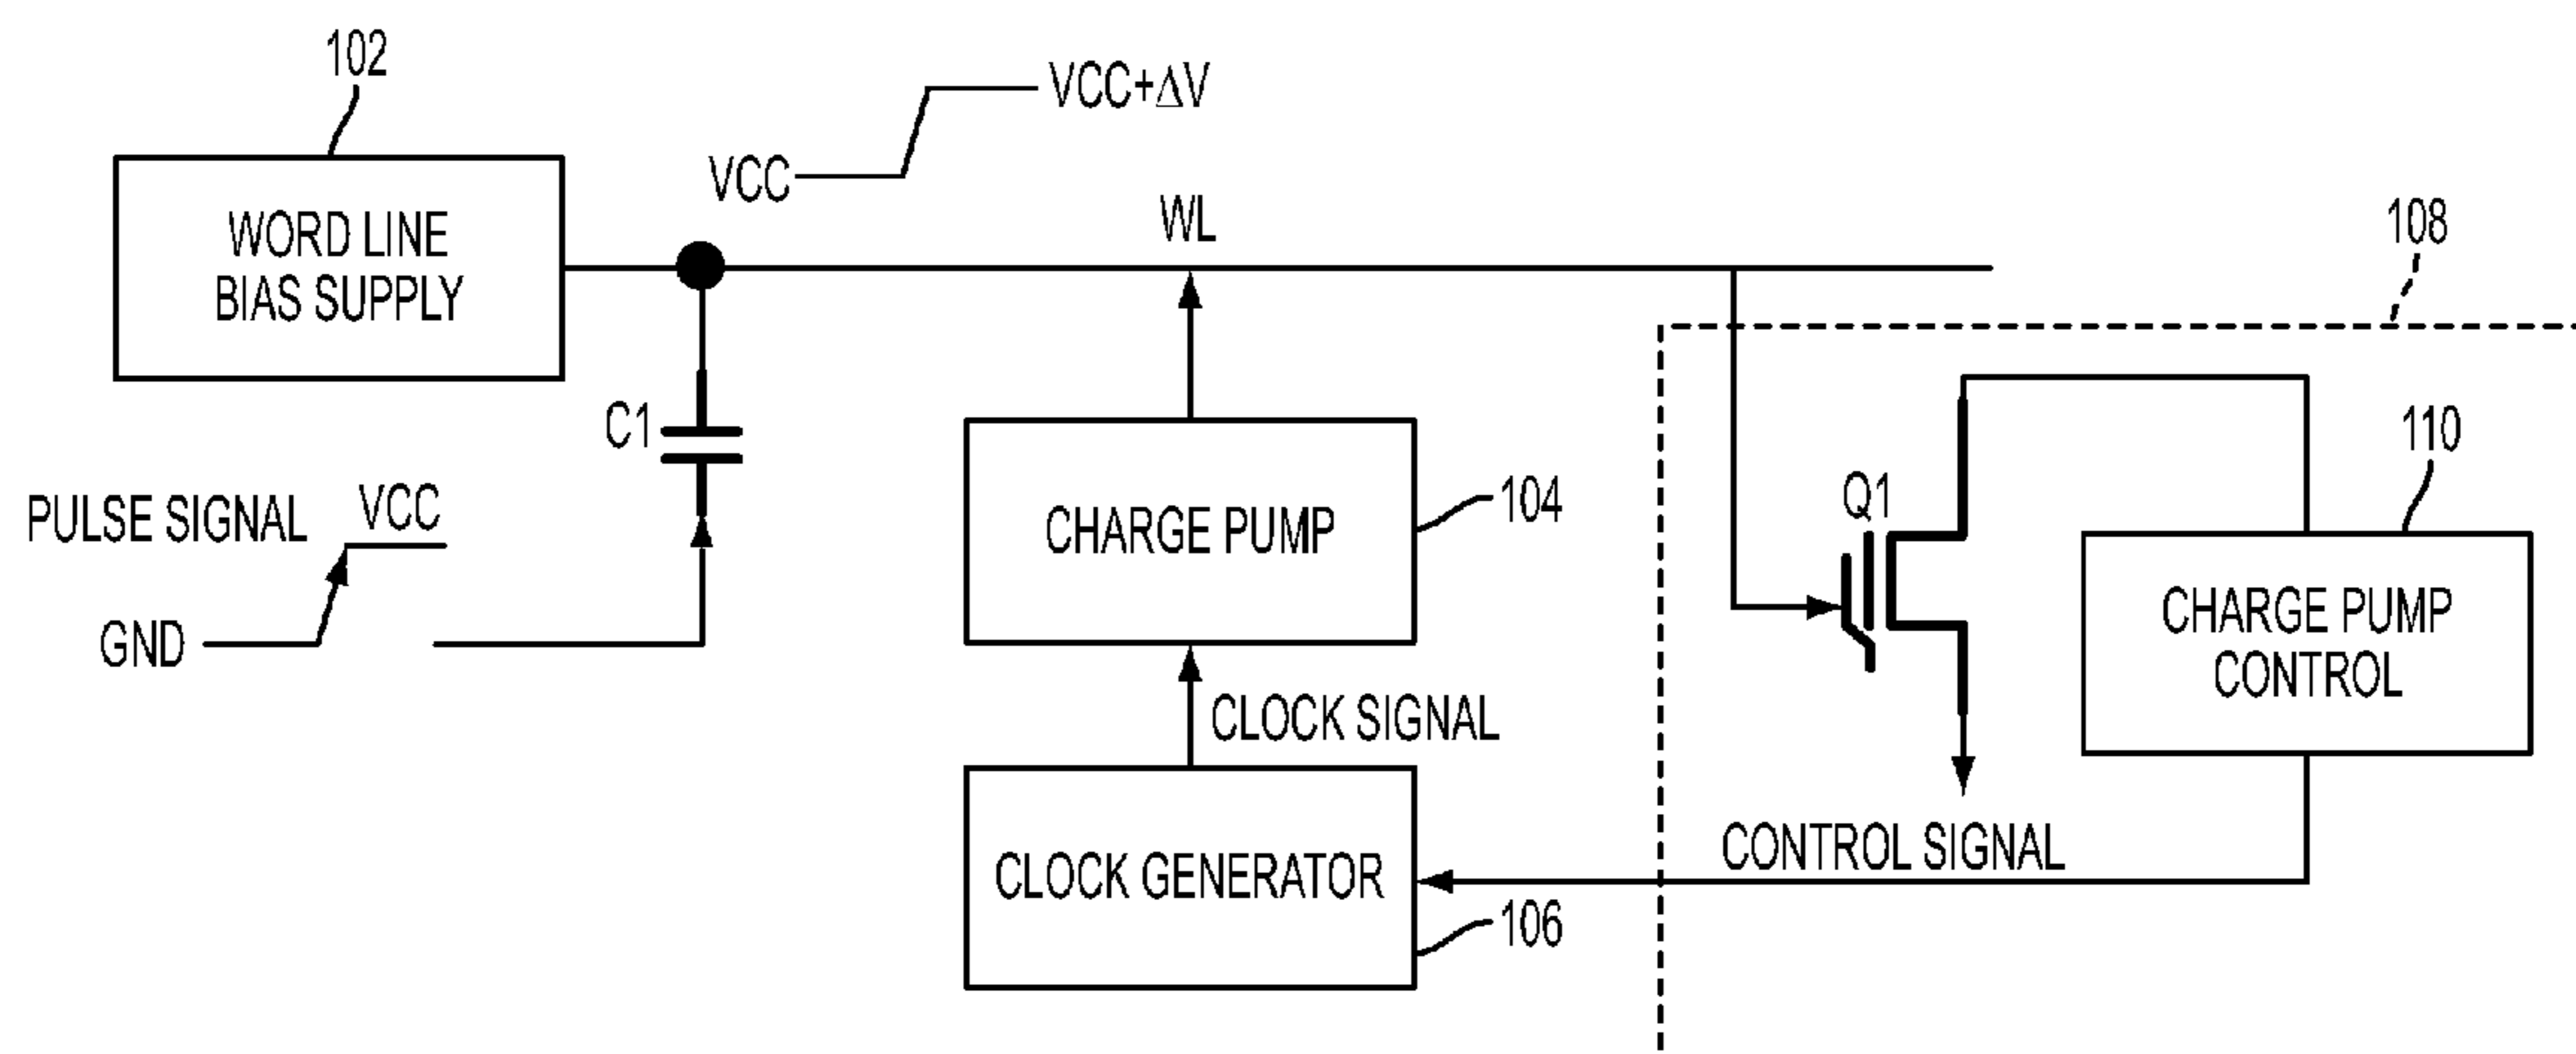 102
VCC+ΔV
VCC
WORD LINE
BIAS SUPPLY
WL
108
C1
PULSE SIGNAL
VCC
GND
CHARGE PUMP
104
Q1
110
CHARGE PUMP
CONTROL
CLOCK SIGNAL
CLOCK GENERATOR
106
CONTROL SIGNAL